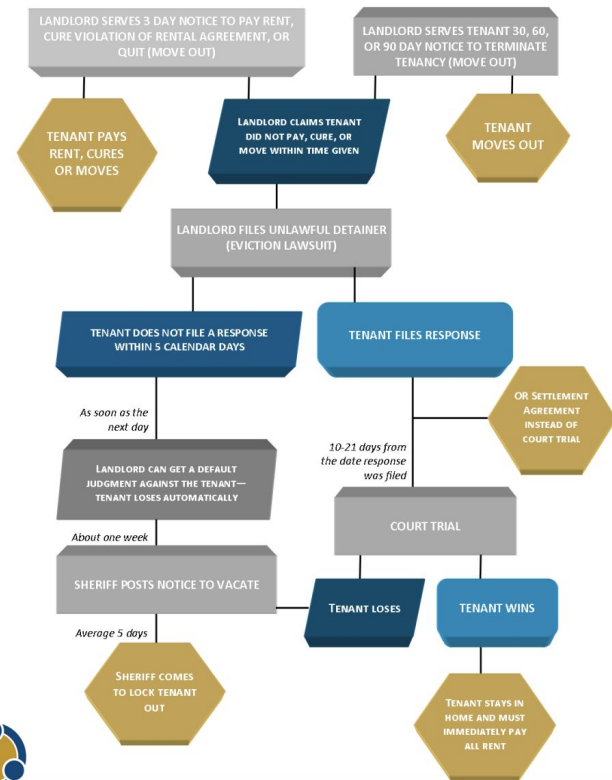 LANDLORD SERVES 3 DAY NOTICE TO PAY RENT,
CURE VIOLATION OF RENTAL AGREEMENT, OR
QUIT (MOVE OUT)
LANDLORD SERVES TENANT 30, 60,
OR 90 DAY NOTICE TO TERMINATE
TENANCY (MOVE OUT)
TENANT PAYS
RENT, CURES
OR MOVES
LANDLORD CLAIMS TENANT
DID NOT PAY, CURE, OR
MOVE WITHIN TIME GIVEN
TENANT
MOVES OUT
LANDLORD FILES UNLAWFUL DETAINER
(EVICTION LAWSUIT)
TENANT DOES NOT FILE A RESPONSE
WITHIN 5 CALENDAR DAYS
TENANT FILES RESPONSE
As soon as the
next day
OR SETTLEMENT
AGREEMENT
INSTEAD OF
COURT TRIAL
10-21 days from
the date response
was filed
LANDLORD CAN GET A DEFAULT
JUDGMENT AGAINST THE TENANT—
TENANT LOSES AUTOMATICALLY
COURT TRIAL
About one week
SHERIFF POSTS NOTICE TO VACATE
TENANT LOSES
TENANT WINS
Average 5 days
SHERIFF COMES
TO LOCK TENANT
OUT
TENANT STAYS IN
HOME AND MUST
IMMEDIATELY PAY
ALL RENT